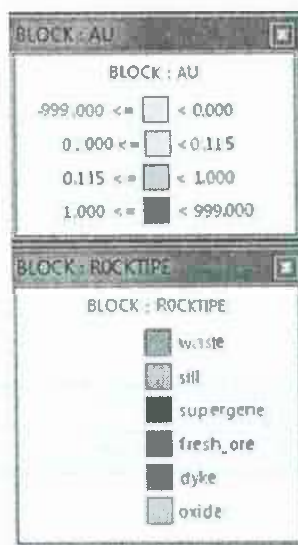 BLOCK : AU
BLOCK : AU
-999.000 <= < 0.000
0.000 <= < 0.115
0.115 <= < 1.000
1.000 <= < 999.000
BLOCK : ROCKTIPE
BLOCK : ROCKTIPE
waste
sill
supergene
fresh_ore
dyke
oxide